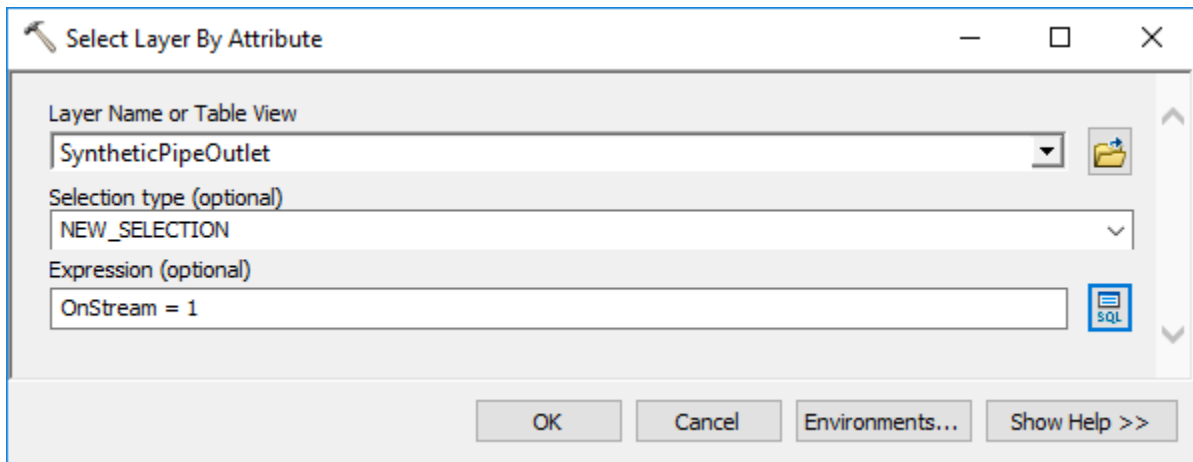 Select Layer By Attribute
Layer Name or Table View
SyntheticPipeOutlet
Selection type (optional)
NEW_SELECTION
Expression (optional)
OnStream = 1
SQL
OK Cancel Environments... Show Help >>